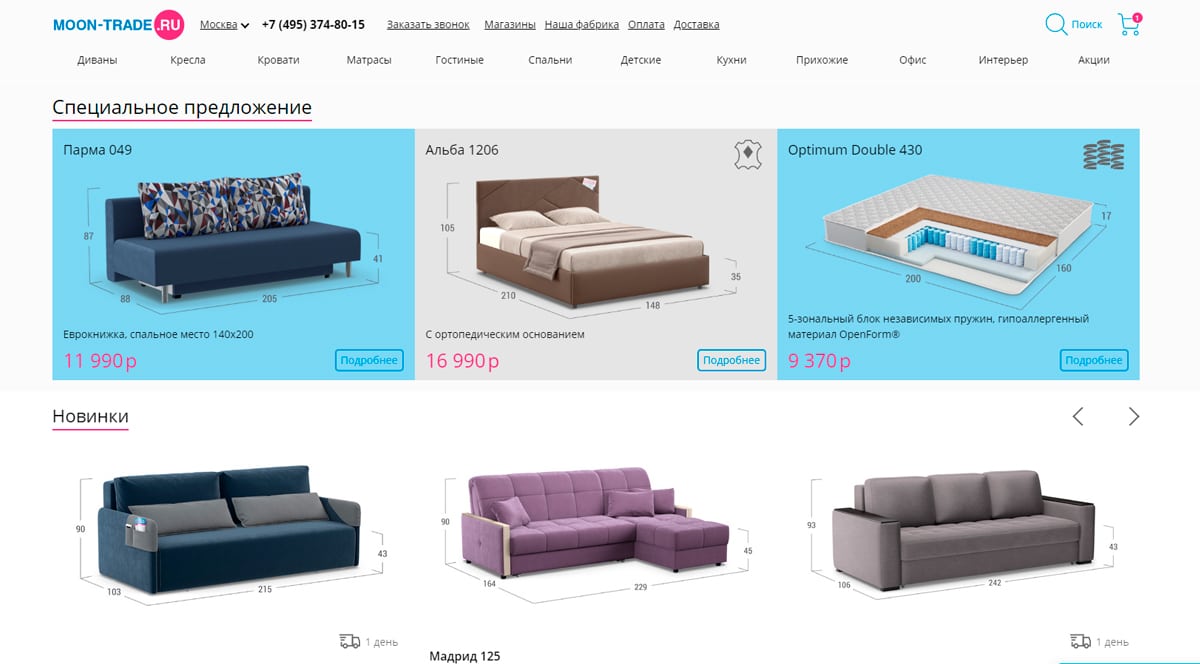 MOON-TRADE.RU Москва +7 (495) 374-80-15 Заказать звонок Магазины Наша фабрика Оплата Доставка Поиск 1
Диваны Кресла Кровати Матрасы Гостиные Спальни Детские Кухни Прихожие Офис Интерьер Акции
Специальное предложение
Парма 049
87
88
205
41
Еврокнижка, спальное место 140х200
11 990 р Подробнее
Альба 1206
105
210
148
35
С ортопедическим основанием
16 990 р Подробнее
Optimum Double 430
17
160
200
5-зональный блок независимых пружин, гипоаллергенный
материал OpenForm®
9 370 р Подробнее
Новинки
90
103
215
43
1 день
90
164
229
45
Мадрид 125
93
106
242
43
1 день